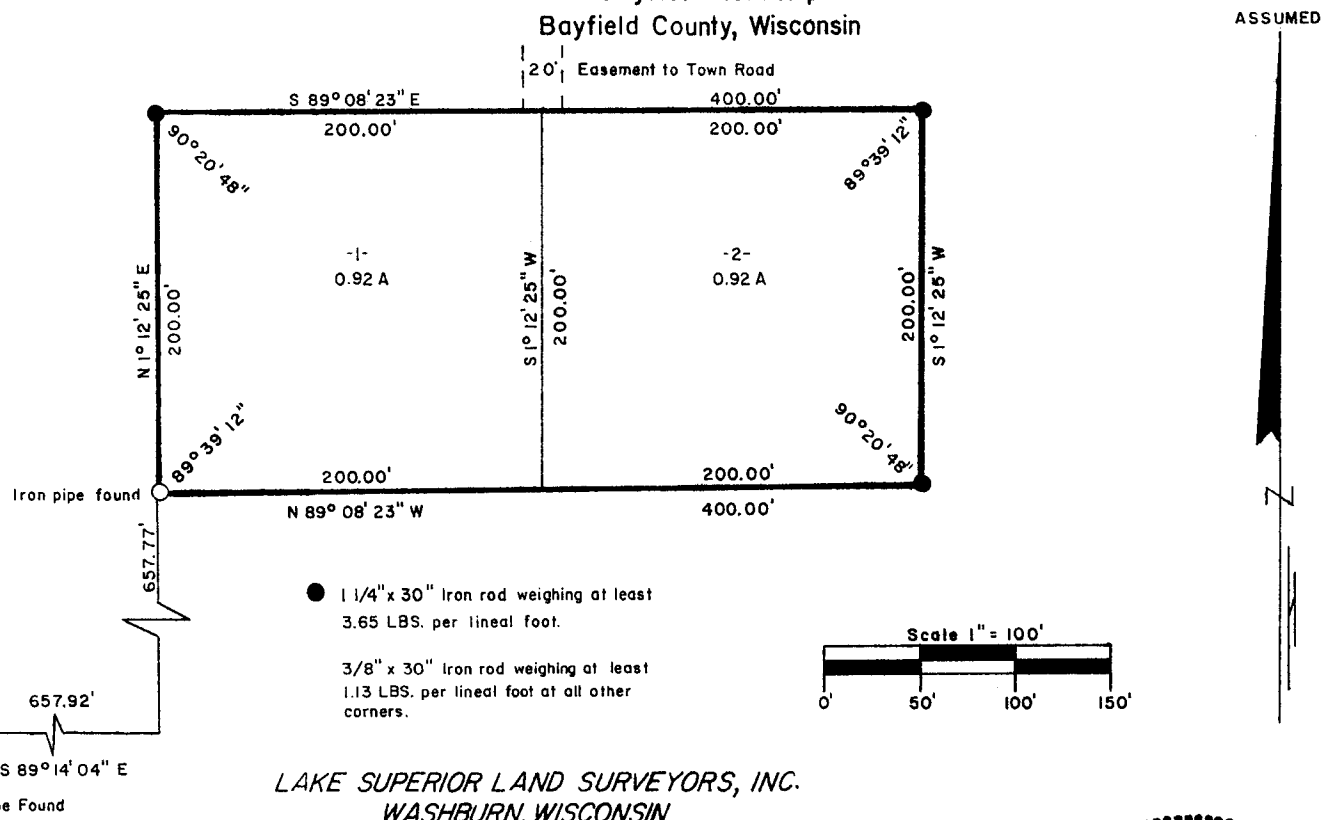 Bayfield County, Wisconsin
ASSUMED
20' Easement to Town Road
S 89° 08' 23" E
400.00'
200.00'
200.00'
90° 20' 48"
89° 39' 12"
-1-
0.92 A
-2-
0.92 A
N 1° 12' 25" E
200.00'
S 1° 12' 25" W
200.00'
200.00'
S 1° 12' 25" W
89° 39' 12"
90° 20' 48"
Iron pipe found
200.00'
200.00'
N 89° 08' 23" W
400.00'
657.77'
N
1 1/4" x 30" Iron rod weighing at least
3.65 LBS. per lineal foot.
3/8" x 30" Iron rod weighing at least
1.13 LBS. per lineal foot at all other
corners.
Scale 1" = 100'
0' 50' 100' 150'
657.92'
S 89° 14' 04" E
Found
LAKE SUPERIOR LAND SURVEYORS, INC.
WASHBURN, WISCONSIN